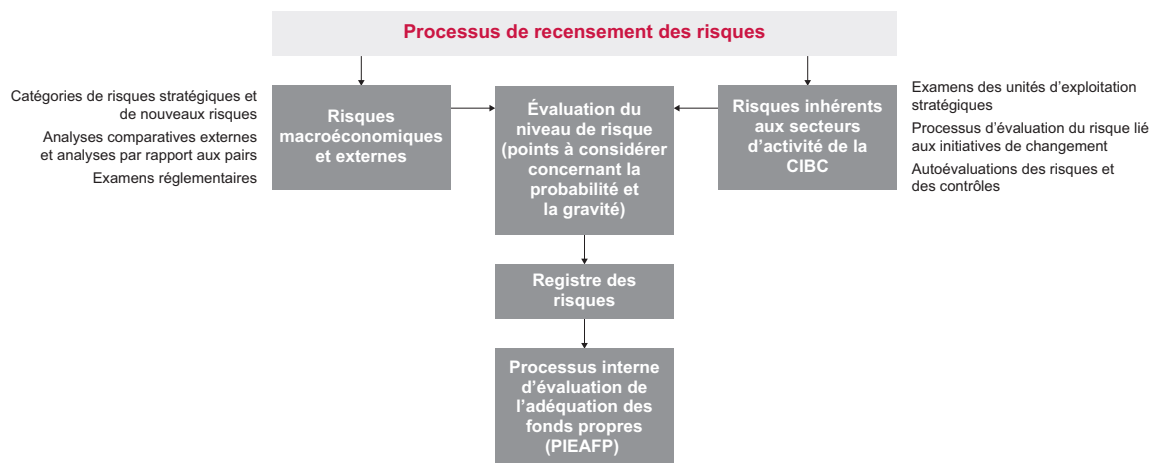 Processus de recensement des risques
Catégories de risques stratégiques et
de nouveaux risques
Analyses comparatives externes
et analyses par rapport aux pairs
Examens réglementaires
Risques
macroéconomiques
et externes
Évaluation du
niveau de risque
(points à considérer
concernant la
probabilité et
la gravité)
Risques inhérents
aux secteurs
d’activité de la
CIBC
Examens des unités d’exploitation
stratégiques
Processus d’évaluation du risque lié
aux initiatives de changement
Autoévaluations des risques et
des contrôles
Registre des
risques
Processus interne
d’évaluation de
l’adéquation des
fonds propres
(PIEAFP)